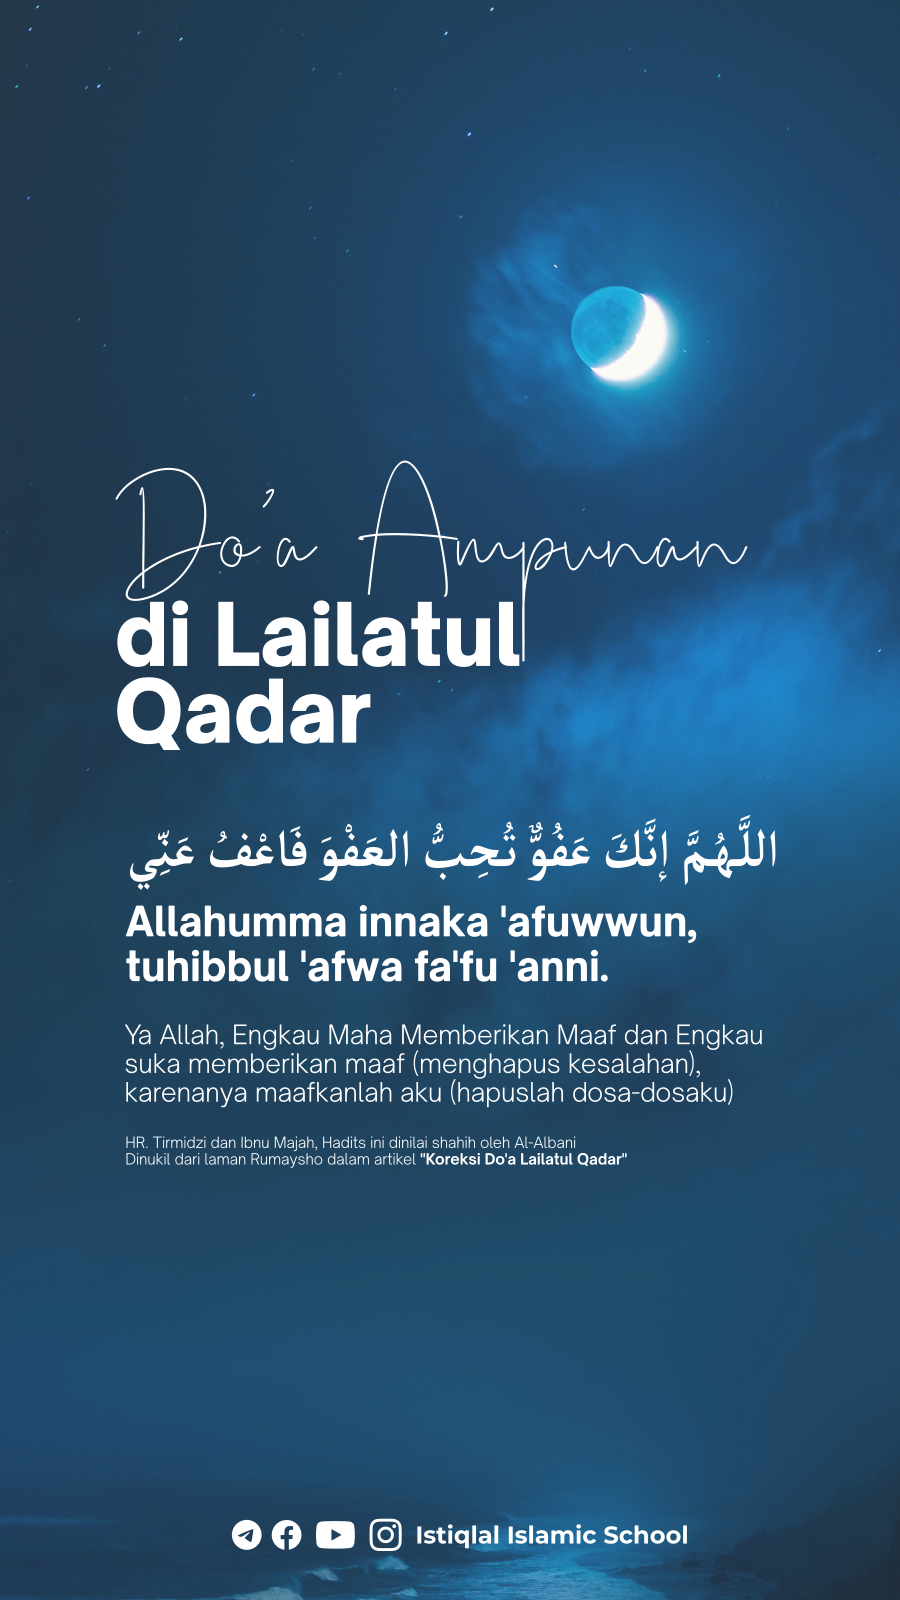 Do'a Ampunan
di Lailatul
Qadar
اللَّهُمَّ إنَّكَ عَفُوٌّ تُحِبُّ العَفْوَ فَاعْفُ عَنِّي
Allahumma innaka 'afuwwun,
tuhibbul 'afwa fa'fu 'anni.
Ya Allah, Engkau Maha Memberikan Maaf dan Engkau
suka memberikan maaf (menghapus kesalahan),
karenanya maafkanlah aku (hapuslah dosa-dosaku)
HR. Tirmidzi dan Ibnu Majah, Hadits ini dinilai shahih oleh Al-Albani
Dinukil dari laman Rumaysho dalam artikel "Koreksi Do'a Lailatul Qadar"
Istiqlal Islamic School